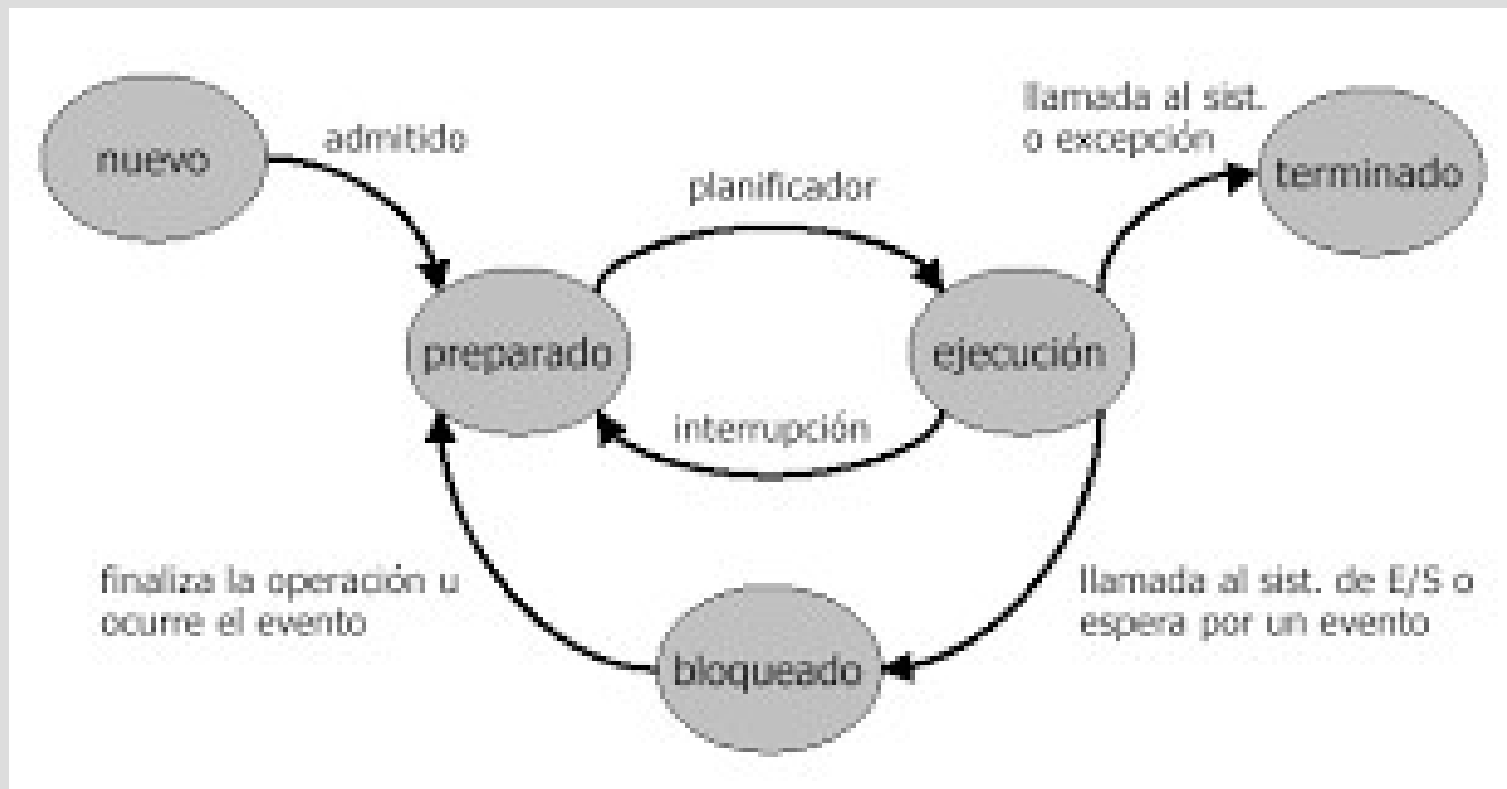 nuevo
admitido
llamada al sist.
o excepción
terminado
planificador
preparado
ejecución
interrupción
finaliza la operación u
ocurre el evento
llamada al sist. de E/S o
espera por un evento
bloqueado